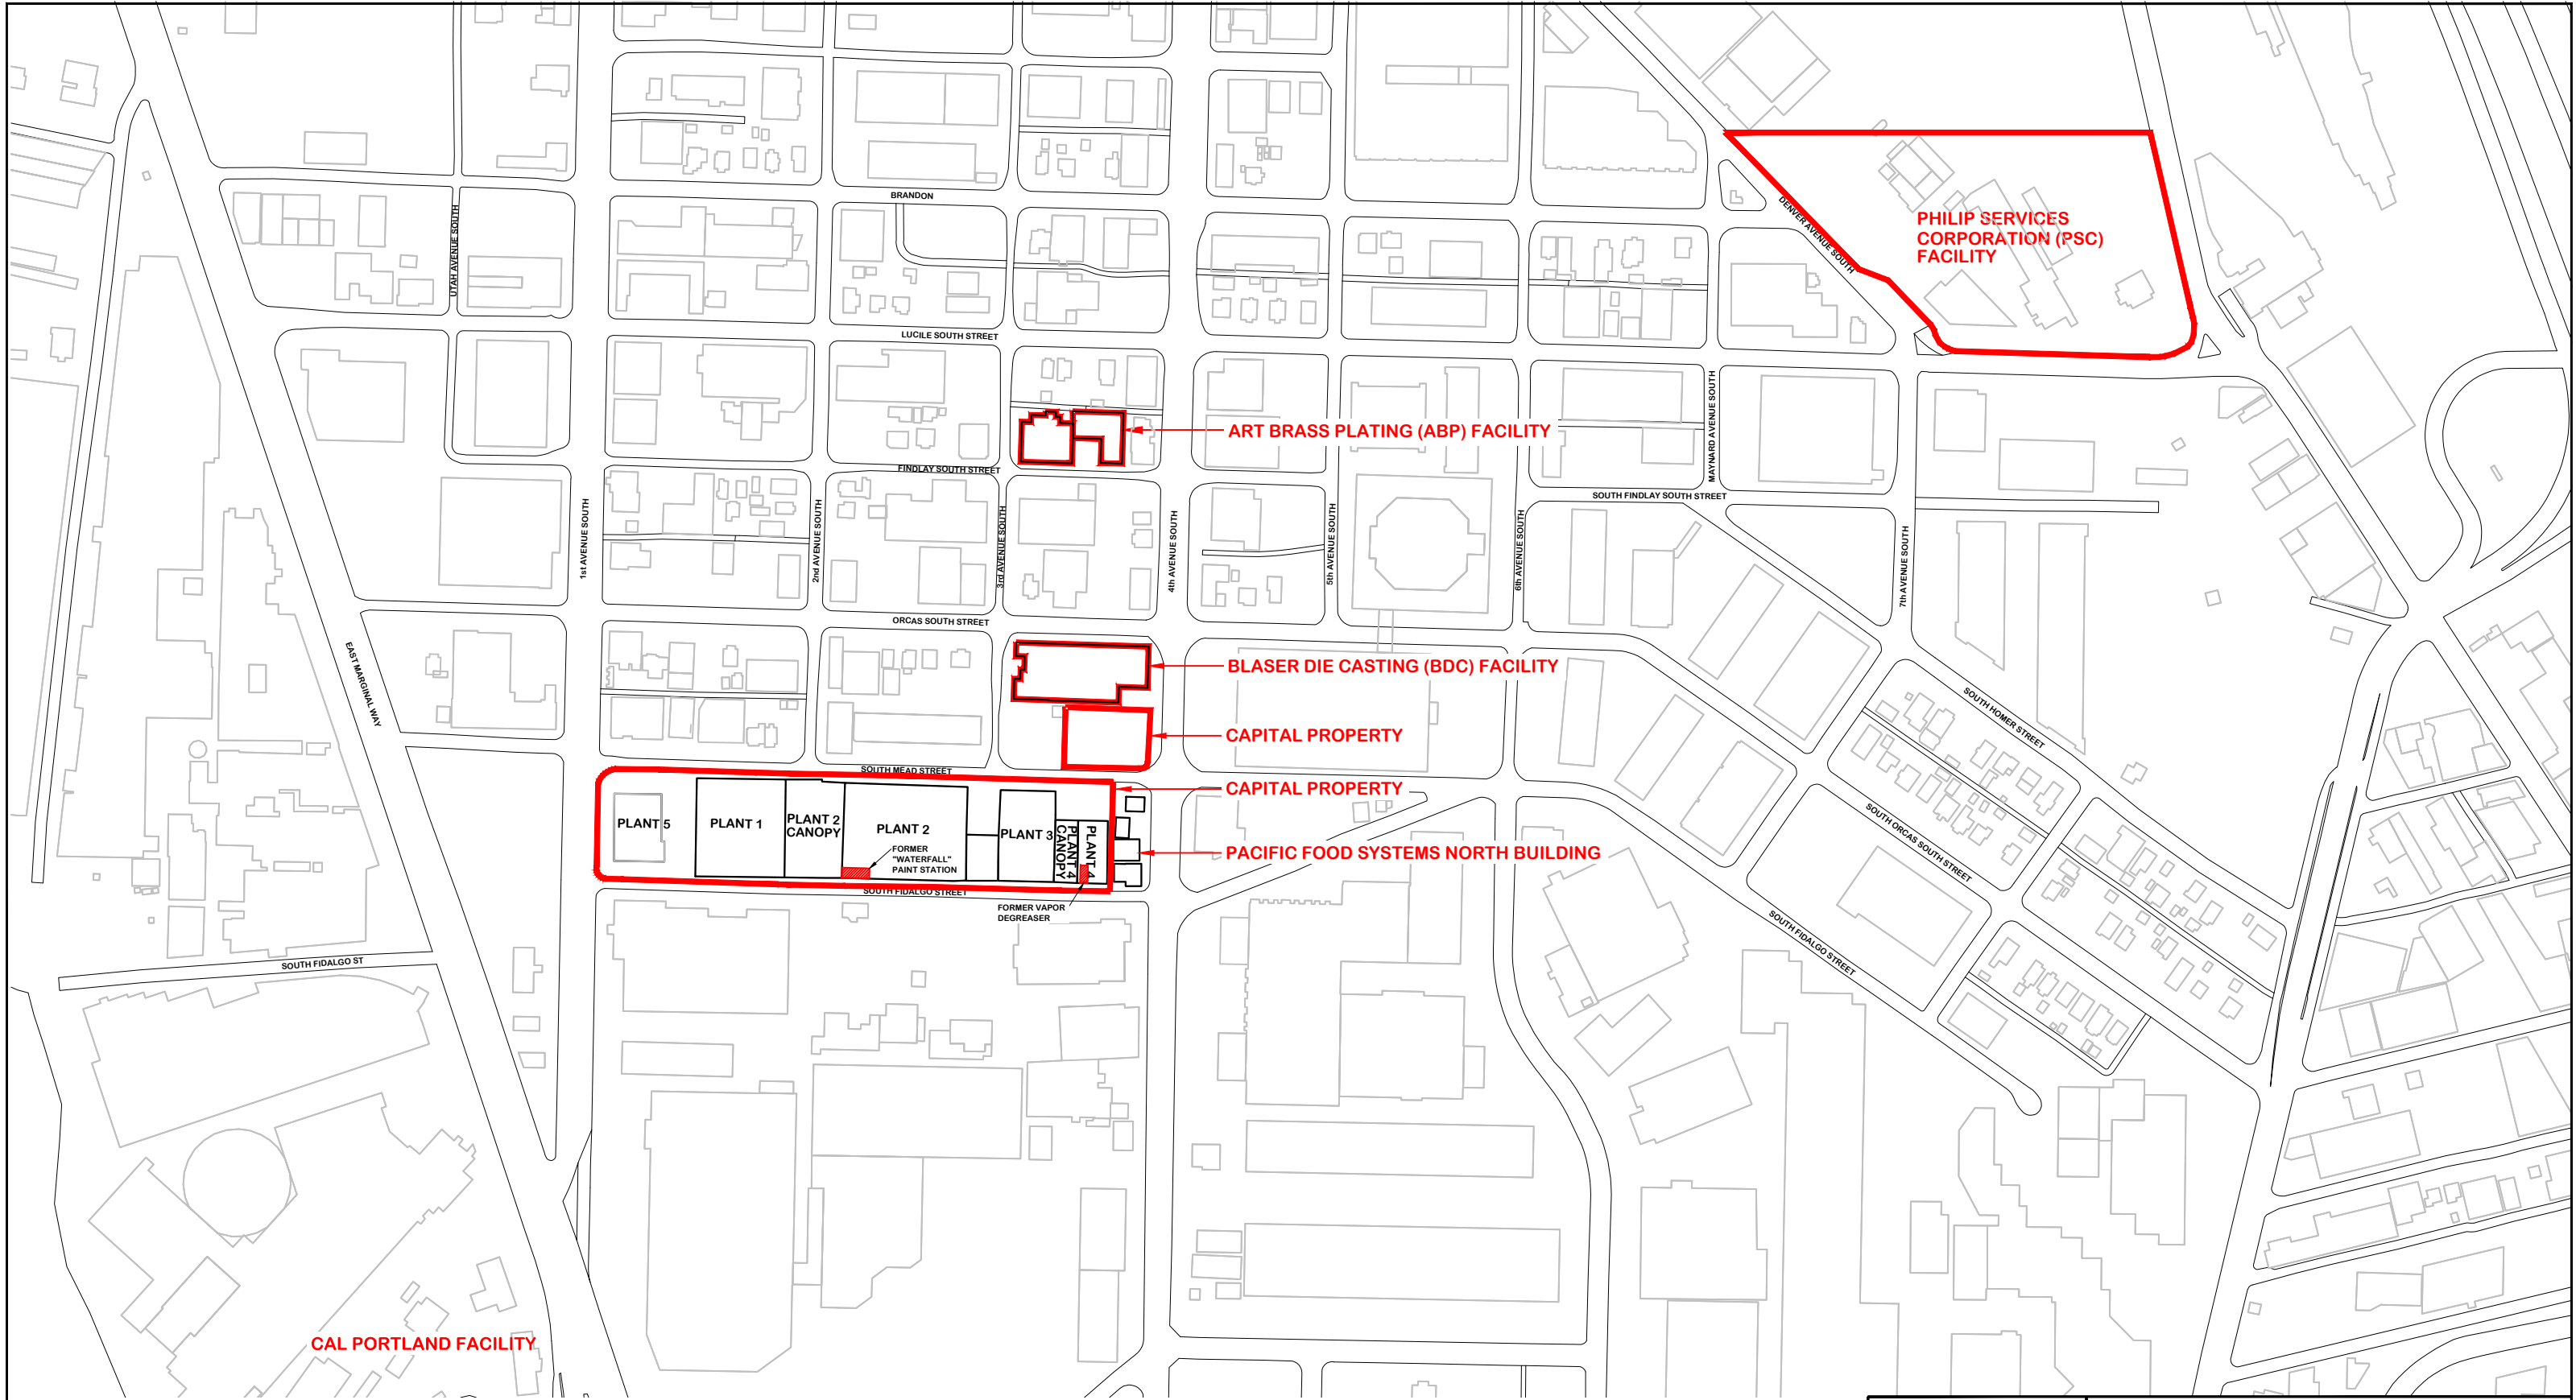 BRANDON
UTAH AVENUE SOUTH
DENVER AVENUE SOUTH
PHILIP SERVICES
CORPORATION (PSC)
FACILITY
LUCILE SOUTH STREET
MAYNARD AVENUE SOUTH
ART BRASS PLATING (ABP) FACILITY
FINDLAY SOUTH STREET
SOUTH FINDLAY SOUTH STREET
1st AVENUE SOUTH
2nd AVENUE SOUTH
3rd AVENUE SOUTH
4th AVENUE SOUTH
5th AVENUE SOUTH
6th AVENUE SOUTH
7th AVENUE SOUTH
ORCAS SOUTH STREET
EAST MARGINAL WAY
BLASER DIE CASTING (BDC) FACILITY
SOUTH HOMER STREET
CAPITAL PROPERTY
SOUTH MEAD STREET
CAPITAL PROPERTY
PLANT 5
PLANT 1
PLANT 2
CANOPY
PLANT 2
PLANT 3
PLANT 4
CANOPY
PLANT 4
FORMER
"WATERFALL"
PAINT STATION
PACIFIC FOOD SYSTEMS NORTH BUILDING
SOUTH ORCAS SOUTH STREET
SOUTH FIDALGO STREET
FORMER VAPOR
DEGREASER
SOUTH FIDALGO STREET
SOUTH FIDALGO ST
CAL PORTLAND FACILITY